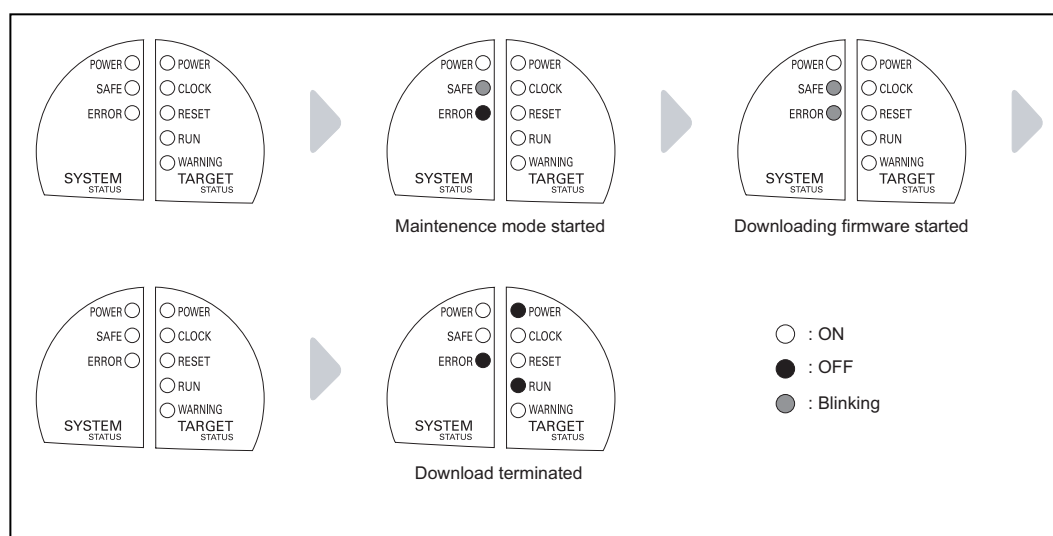 POWER
SAFE
ERROR
SYSTEM
STATUS
POWER
CLOCK
RESET
RUN
WARNING
TARGET
STATUS
POWER
SAFE
ERROR
SYSTEM
STATUS
POWER
CLOCK
RESET
RUN
WARNING
TARGET
STATUS
Maintenence mode started
POWER
SAFE
ERROR
SYSTEM
STATUS
POWER
CLOCK
RESET
RUN
WARNING
TARGET
STATUS
Downloading firmware started
POWER
SAFE
ERROR
SYSTEM
STATUS
POWER
CLOCK
RESET
RUN
WARNING
TARGET
STATUS
POWER
SAFE
ERROR
SYSTEM
STATUS
POWER
CLOCK
RESET
RUN
WARNING
TARGET
STATUS
Download terminated
: ON
: OFF
: Blinking